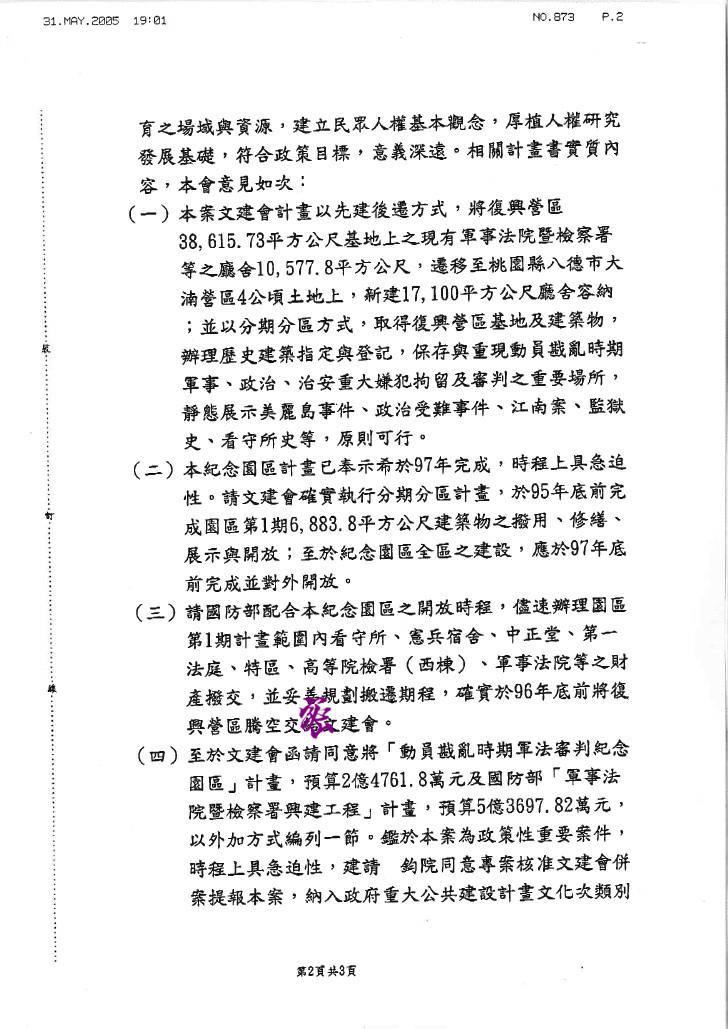 31.MAY.2005 19:01 NO.873 P.2
育之場域與資源，建立民眾人權基本觀念，厚植人權研究
發展基礎，符合政策目標，意義深遠。相關計畫書實質內
容，本會意見如次：
（一）本案文建會計畫以先建後遷方式，將復興營區
38,615.73平方公尺基地上之現有軍事法院暨檢察署
等之廳舍10,577.8平方公尺，遷移至桃園縣八德市大
湳營區4公頃土地上，新建17,100平方公尺廳舍容納
；並以分期分區方式，取得復興營區基地及建築物，
辦理歷史建築指定與登記，保存與重現動員戡亂時期
軍事、政治、治安重大嫌犯拘留及審判之重要場所，
靜態展示美麗島事件、政治受難事件、江南案、監獄
史、看守所史等，原則可行。
（二）本紀念園區計畫已奉示希於97年完成，時程上具急迫
性。請文建會確實執行分期分區計畫，於95年底前完
成園區第1期6,883.8平方公尺建築物之撥用、修繕、
展示與開放；至於紀念園區全區之建設，應於97年底
前完成並對外開放。
（三）請國防部配合本紀念園區之開放時程，儘速辦理園區
第1期計畫範圍內看守所、憲兵宿舍、中正堂、第一
法庭、特區、高等院檢署（西棟）、軍事法院等之財
產撥交，並妥善規劃搬遷期程，確實於96年底前將復
興營區騰空交文建會。
（四）至於文建會函請同意將「動員戡亂時期軍法審判紀念
園區」計畫，預算2億4761.8萬元及國防部「軍事法
院暨檢察署興建工程」計畫，預算5億3697.82萬元，
以外加方式編列一節。鑑於本案為政策性重要案件，
時程上具急迫性，建請　鈞院同意專案核准文建會併
案提報本案，納入政府重大公共建設計畫文化次類別
裝
訂
線
第2頁共3頁